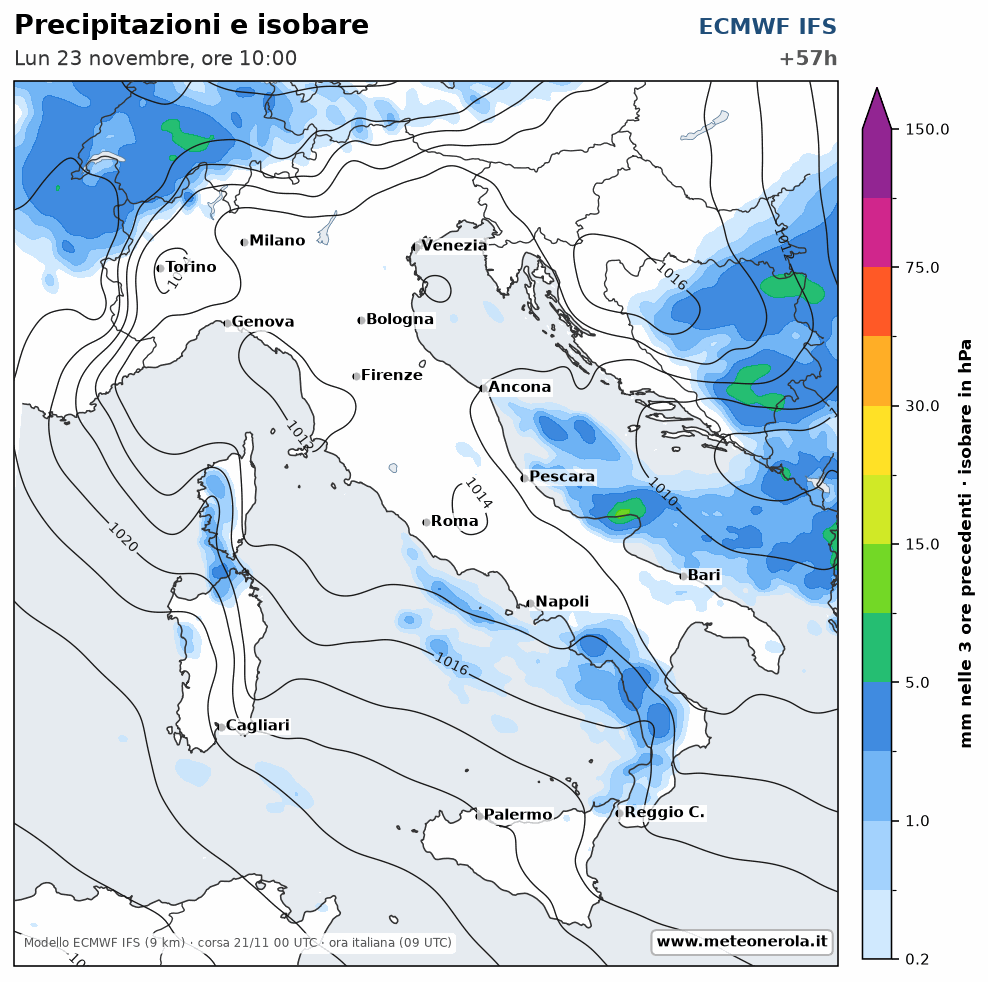 Precipitazioni e isobare
ECMWF IFS
Lun 23 novembre, ore 10:00
+57h
150.0
75.0
30.0
15.0
5.0
1.0
0.2
mm nelle 3 ore precedenti · isobare in hPa
Milano
Venezia
Torino
1016
Genova
Bologna
Firenze
Ancona
Pescara
1014
1010
Roma
1020
Bari
Napoli
1016
Cagliari
Palermo
Reggio C.
Modello ECMWF IFS (9 km) · corsa 21/11 00 UTC · ora italiana (09 UTC)
www.meteonerola.it